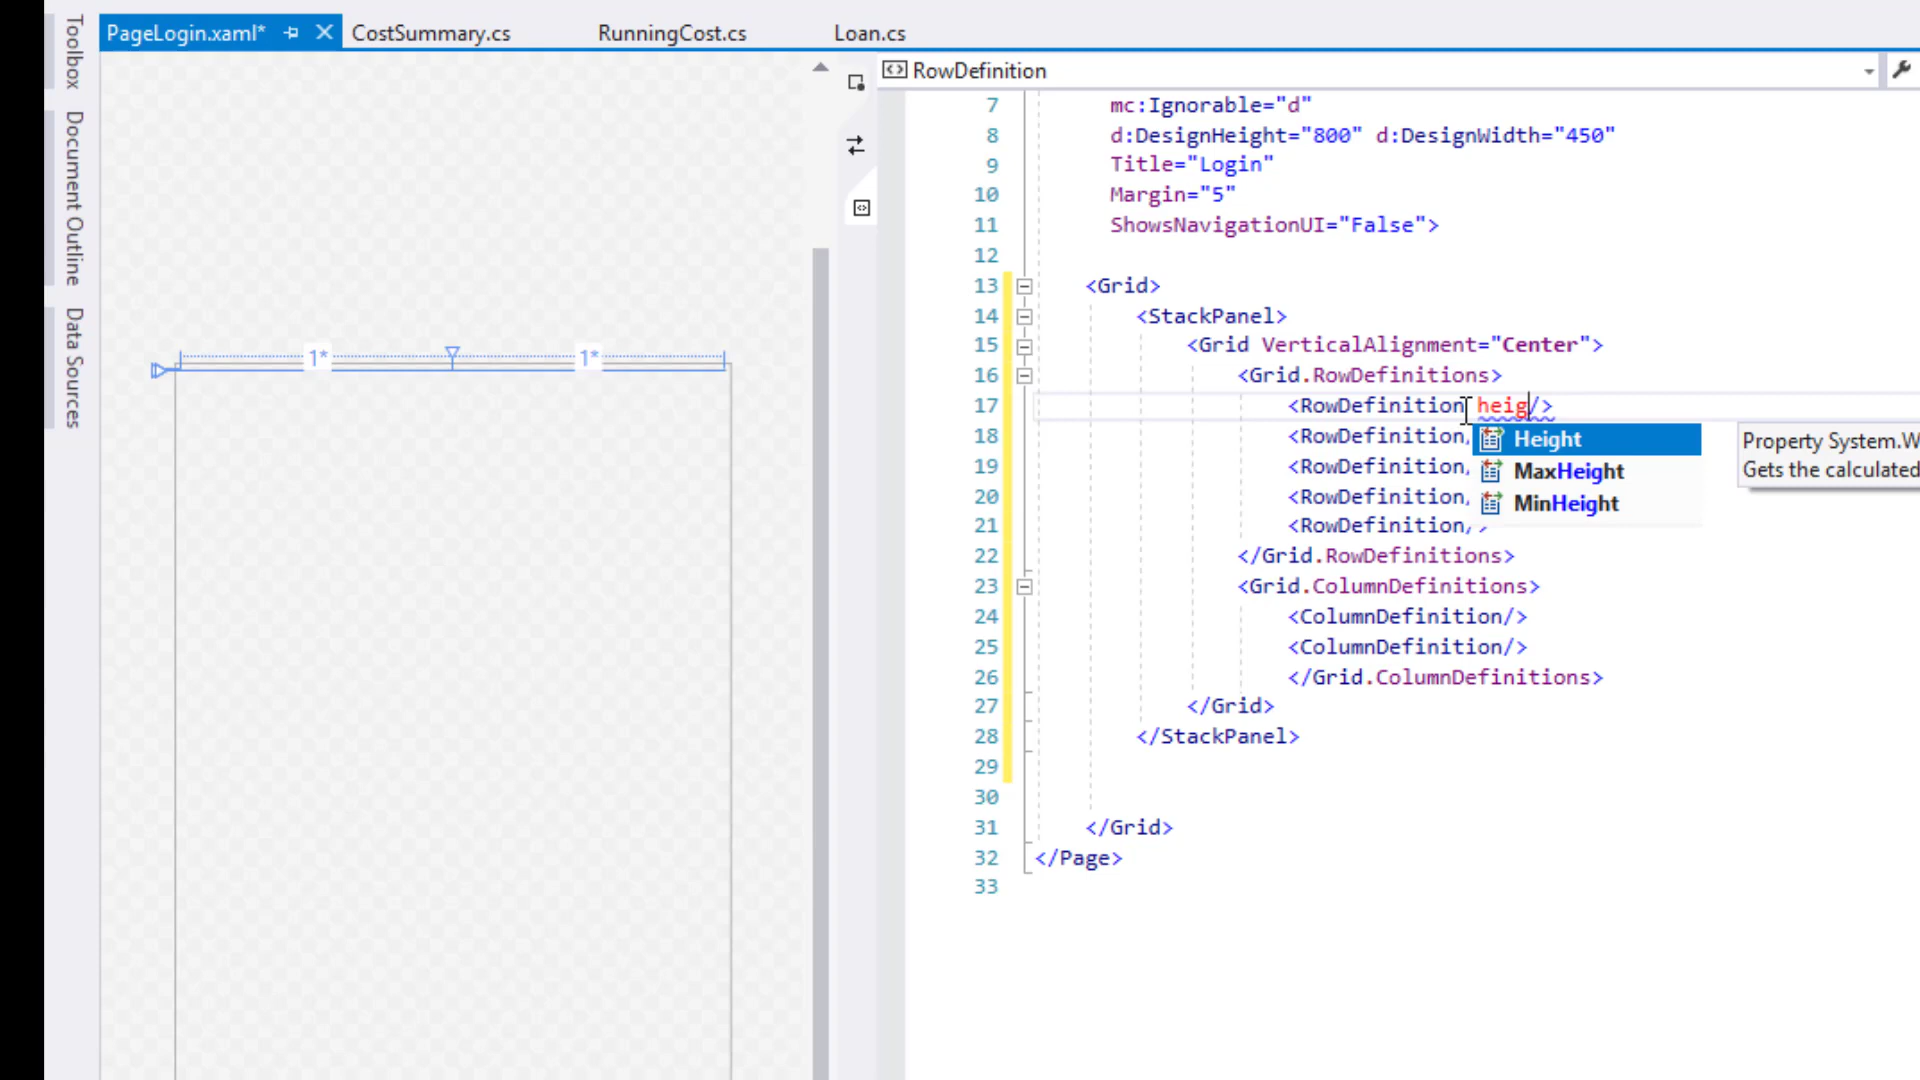 PageLogin.xaml*
CostSummary.cs
RunningCost.cs
Loan.cs
Toolbox
Document Outline
Data Sources
1*
1*
RowDefinition
7 mc:Ignorable="d"
8 d:DesignHeight="800" d:DesignWidth="450"
9 Title="Login"
10 Margin="5"
11 ShowsNavigationUI="False">
12
13 <Grid>
14 <StackPanel>
15 <Grid VerticalAlignment="Center">
16 <Grid.RowDefinitions>
17 <RowDefinition heig/>
18 <RowDefinition
19 <RowDefinition
20 <RowDefinition
21 <RowDefinition/>
Height
MaxHeight
MinHeight
Property System.W
Gets the calculated
22 </Grid.RowDefinitions>
23 <Grid.ColumnDefinitions>
24 <ColumnDefinition/>
25 <ColumnDefinition/>
26 </Grid.ColumnDefinitions>
27 </Grid>
28 </StackPanel>
29
30
31 </Grid>
32 </Page>
33